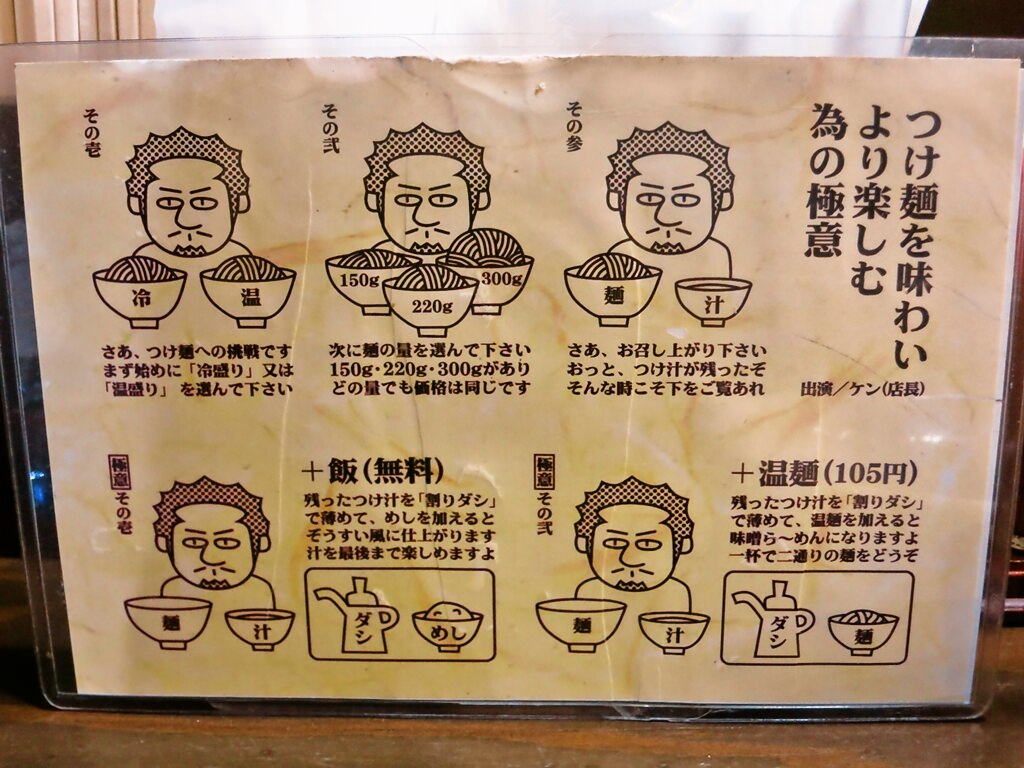 つけ麺を味わい
より楽しむ
為の極意
出演／ケン(店長)
その壱
冷
温
さあ、つけ麺への挑戦です
まず始めに「冷盛り」又は
「温盛り」を選んで下さい
その弐
150g
220g
300g
次に麺の量を選んで下さい
150g・220g・300gがあり
どの量でも価格は同じです
その参
麺
汁
さあ、お召し上がり下さい
おっと、つけ汁が残ったぞ
そんな時こそ下をご覧あれ
極意その壱
麺
汁
＋飯(無料)
残ったつけ汁を「割りダシ」
で薄めて、めしを加えると
ぞうすい風に仕上がります
汁を最後まで楽しめますよ
ダシ
めし
極意その弐
麺
汁
＋温麺(105円)
残ったつけ汁を「割りダシ」
で薄めて、温麺を加えると
味噌ら〜めんになりますよ
一杯で二通りの麺をどうぞ
ダシ
麺